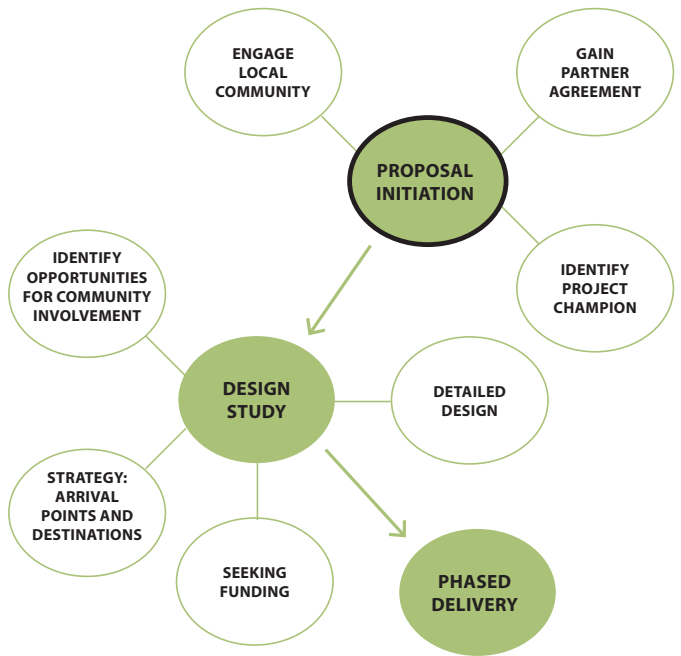 ENGAGE
LOCAL
COMMUNITY
GAIN
PARTNER
AGREEMENT
PROPOSAL
INITIATION
IDENTIFY
PROJECT
CHAMPION
IDENTIFY
OPPORTUNITIES
FOR COMMUNITY
INVOLVEMENT
DESIGN
STUDY
DETAILED
DESIGN
STRATEGY:
ARRIVAL
POINTS AND
DESTINATIONS
SEEKING
FUNDING
PHASED
DELIVERY